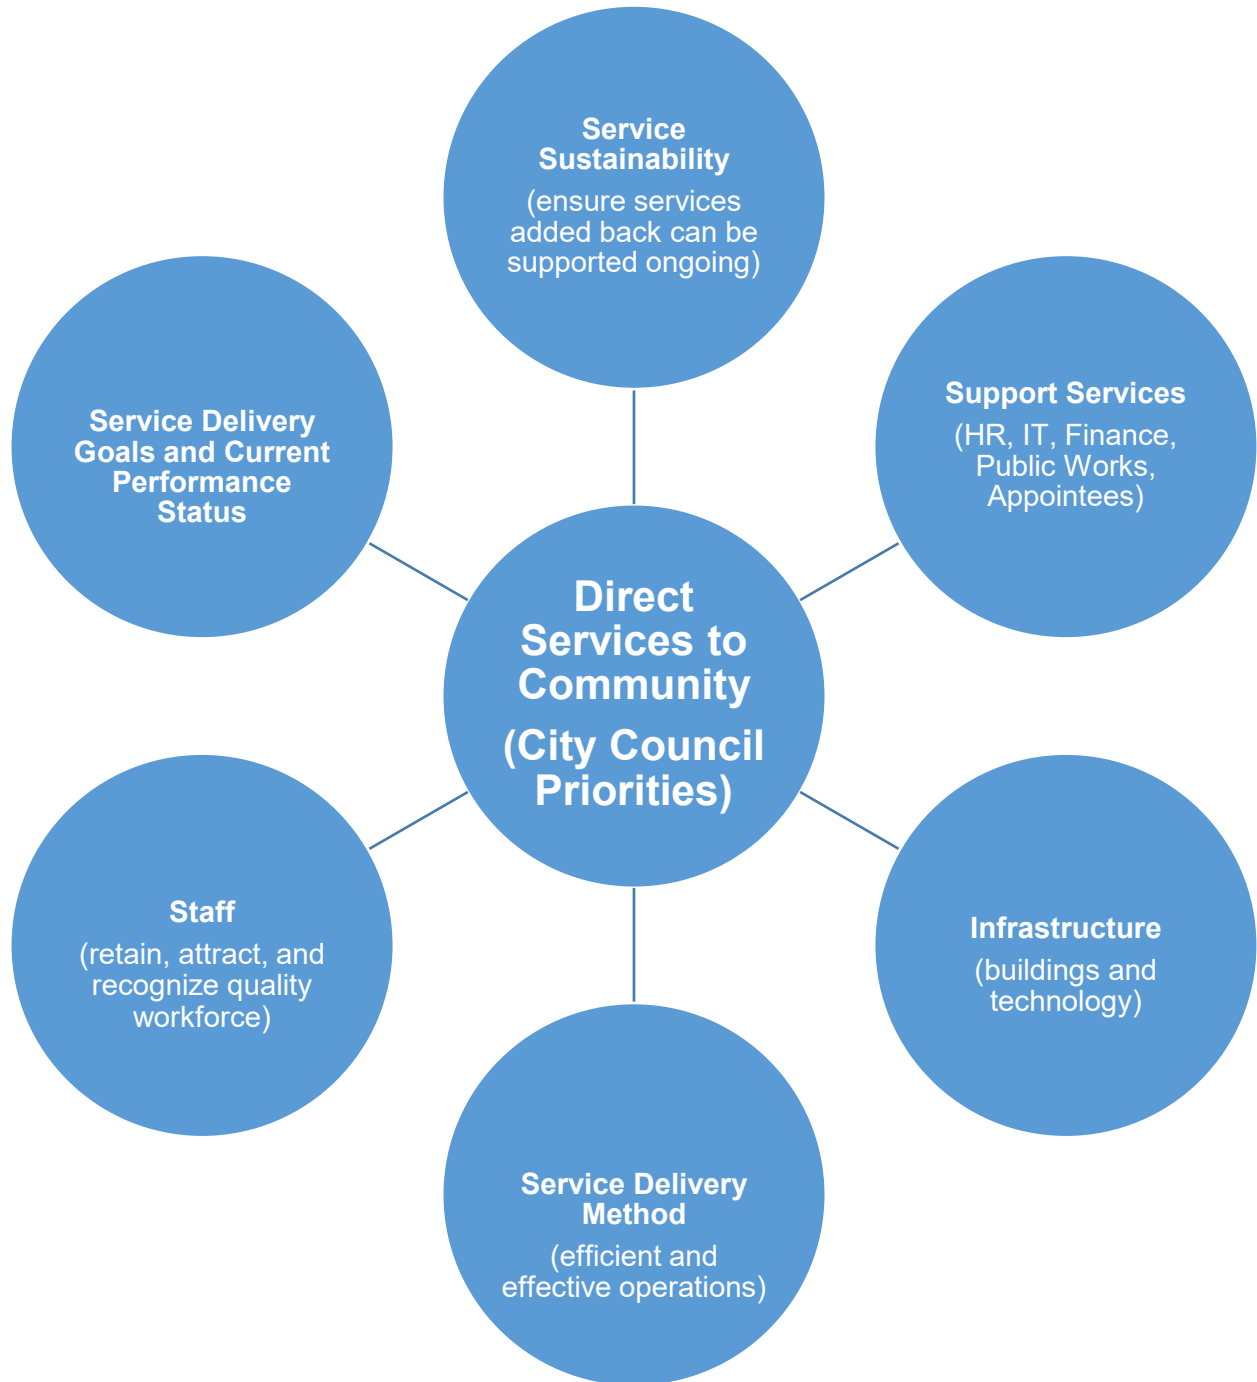 Service
Sustainability
(ensure services
added back can be
supported ongoing)
Support Services
(HR, IT, Finance,
Public Works,
Appointees)
Service Delivery
Goals and Current
Performance
Status
Direct
Services to
Community
(City Council
Priorities)
Staff
(retain, attract, and
recognize quality
workforce)
Infrastructure
(buildings and
technology)
Service Delivery
Method
(efficient and
effective operations)